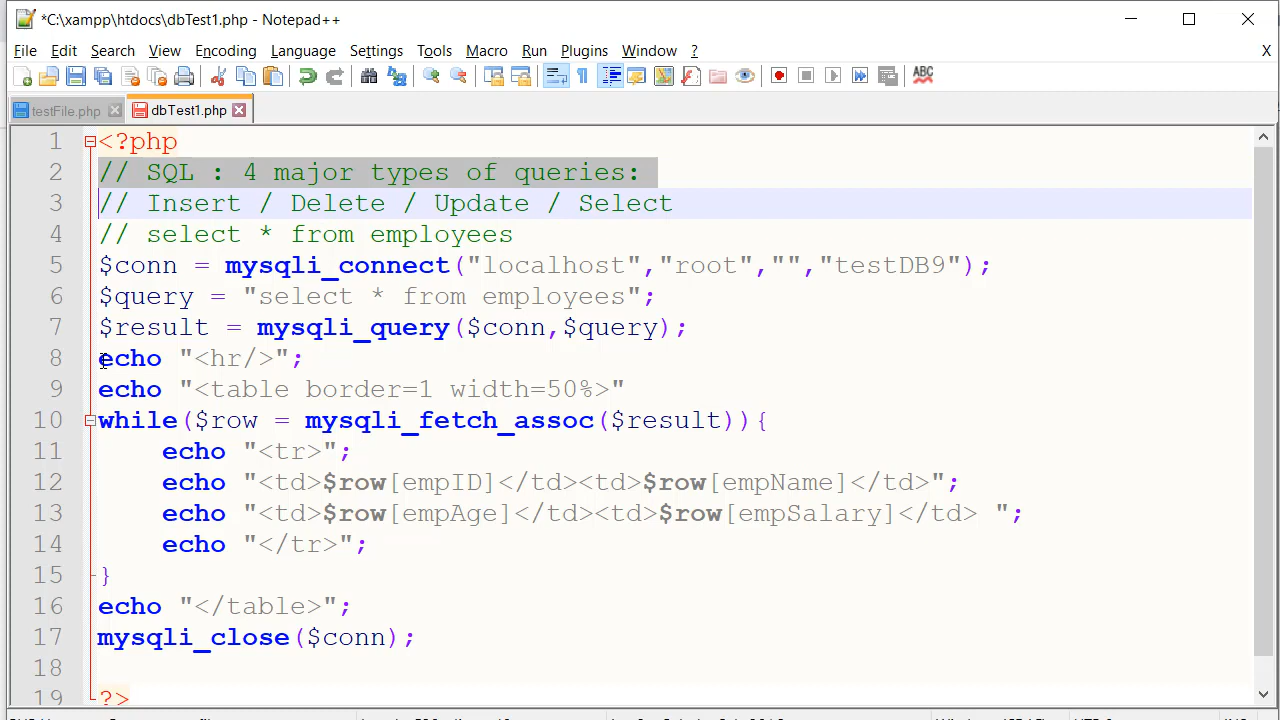 *C:\xampp\htdocs\dbTest1.php - Notepad++
File Edit Search View Encoding Language Settings Tools Macro Run Plugins Window ? X
ABC
testFile.php dbTest1.php
1 <?php
2 // SQL : 4 major types of queries:
3 // Insert / Delete / Update / Select
4 // select * from employees
5 $conn = mysqli_connect("localhost","root","","testDB9");
6 $query = "select * from employees";
7 $result = mysqli_query($conn,$query);
8 echo "<hr/>";
9 echo "<table border=1 width=50%>"
10 while($row = mysqli_fetch_assoc($result)){
11 echo "<tr>";
12 echo "<td>$row[empID]</td><td>$row[empName]</td>";
13 echo "<td>$row[empAge]</td><td>$row[empSalary]</td> ";
14 echo "</tr>";
15 }
16 echo "</table>";
17 mysqli_close($conn);
18
19 ?>